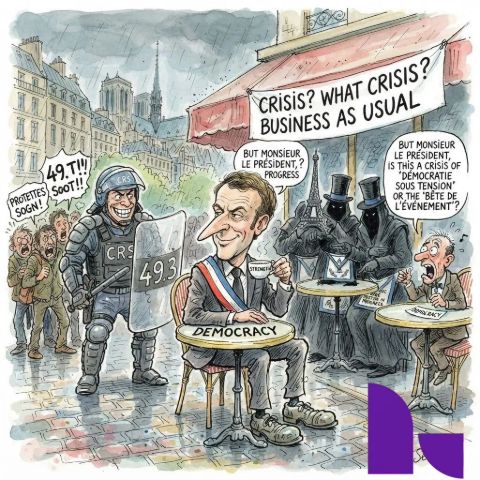 CRISIS? WHAT CRISIS?
BUSINESS AS USUAL
BUT MONSIEUR
LE PRÉSIDENT,?
PROGRESS
BUT MONSIEUR
LE PRÉSIDENT,
IS THIS A CRISIS OF
'DÉMOCRATIE
SOUS TENSION'
OR THE 'BÊTE DE
L'ÉVÉNEMENT'?
PROTETTES
SOGN!
49.T!!!
SOOT!!
CRS
49.3
STRENGTH
DEMOCRACY
DEMOCRACY